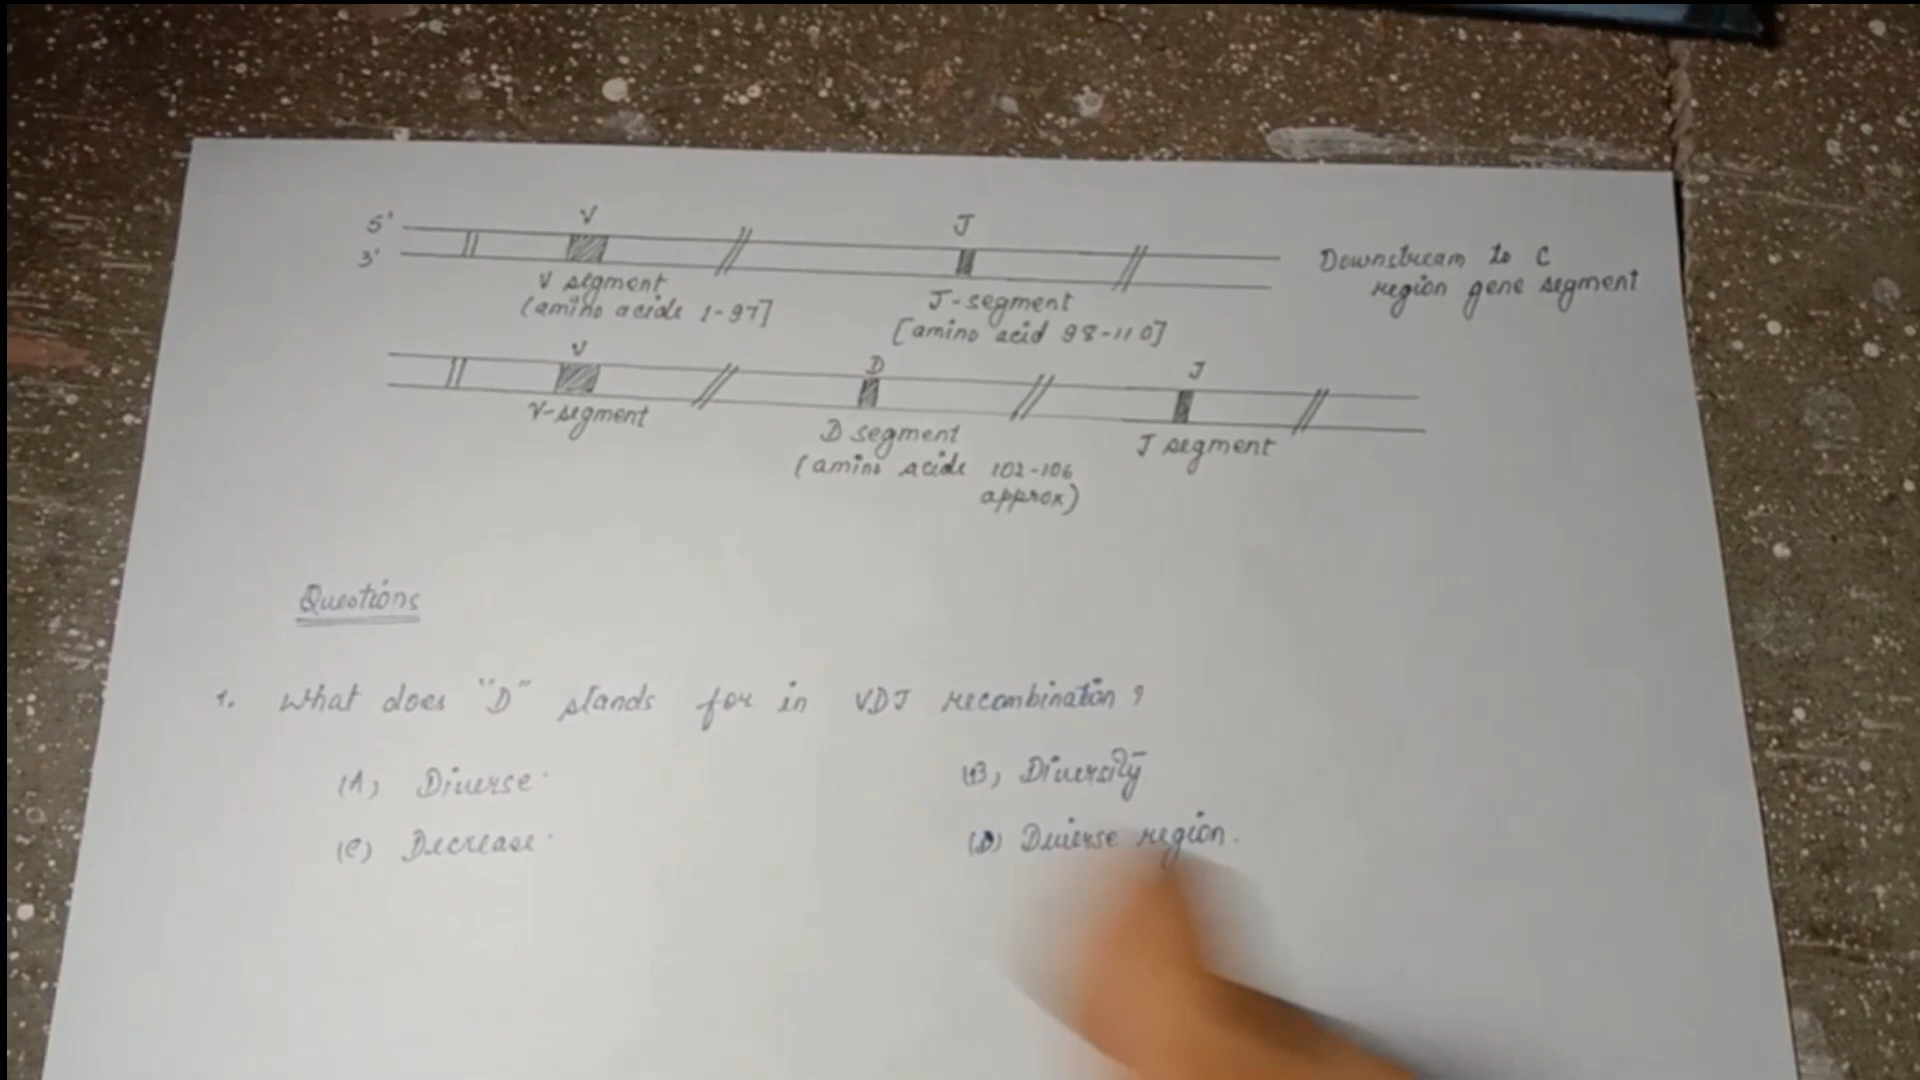 V J
5'
3'
Downstream to C
region gene segment
V segment
(amino acids 1-97]
J-segment
[amino acid 98-110]
V D J
V-segment
D segment
(amino acids 102-106
approx)
J segment
Questions
1. What does "D" stands for in VDJ recombination?
(A) Diverse.
(B) Diversity
(C) Decrease.
(D) Diverse region.